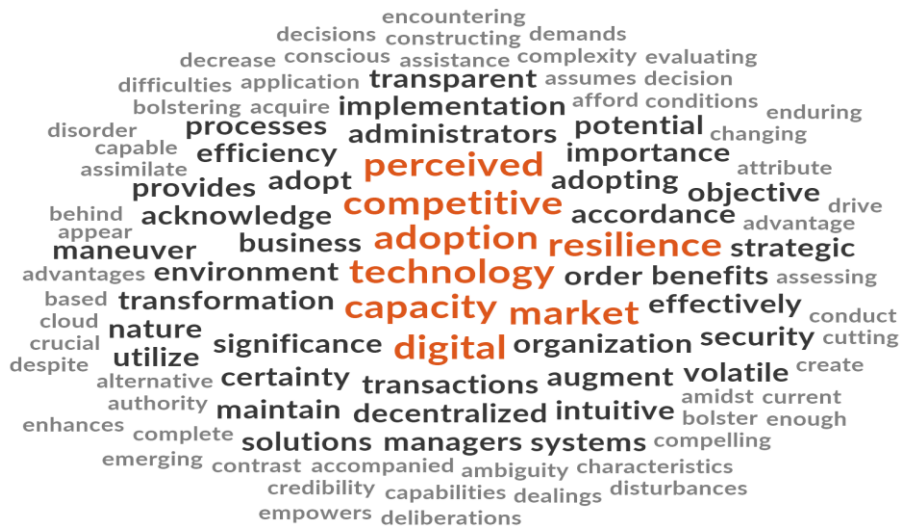 encountering
decisions constructing demands
decrease conscious assistance complexity evaluating
difficulties application transparent assumes decision
bolstering acquire implementation afford conditions enduring
disorder processes administrators potential changing
capable efficiency perceived importance
assimilate provides adopt adopting attribute
behind acknowledge competitive accordance objective drive
appear advantage
maneuver business adoption resilience strategic
advantages environment technology order benefits assessing
based transformation capacity market effectively conduct
cloud nature
crucial significance digital organization security cutting
despite utilize certainty transactions augment volatile create
alternative
authority maintain decentralized intuitive amidst current
enhances complete bolster enough
solutions managers systems compelling
emerging contrast accompanied ambiguity characteristics
credibility capabilities dealings disturbances
empowers deliberations